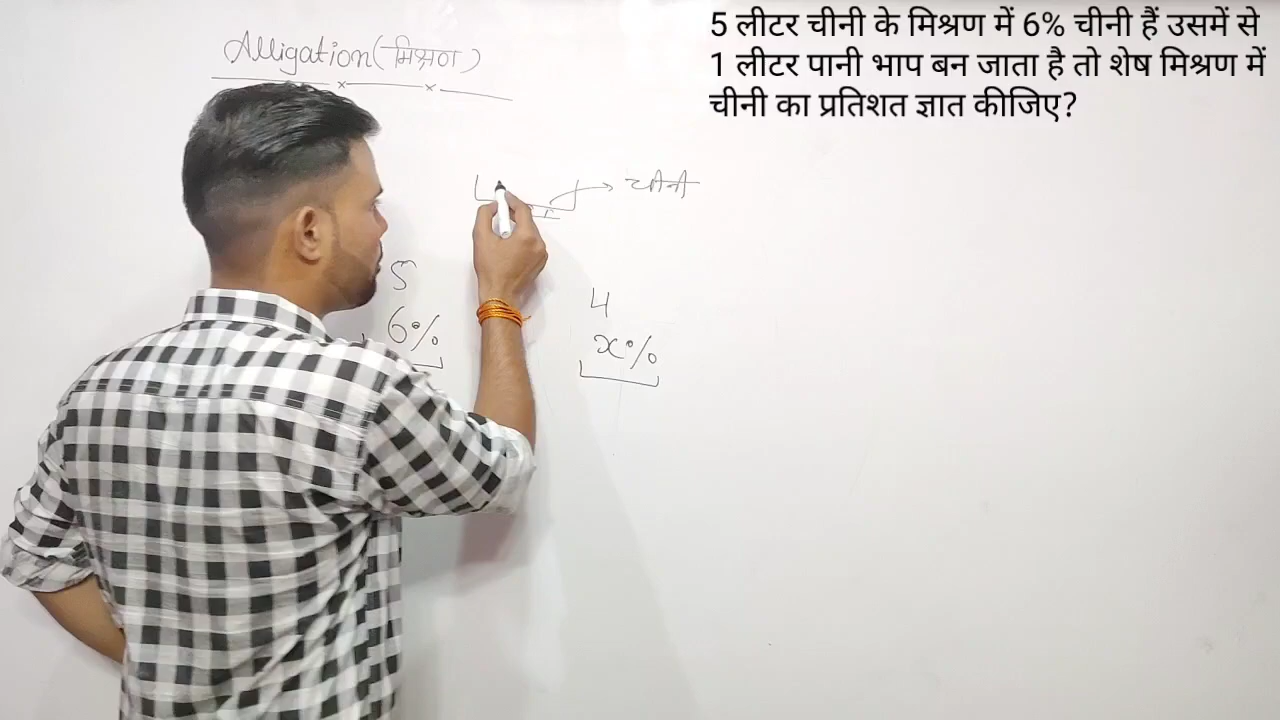 Alligation (मिश्रण)
5 लीटर चीनी के मिश्रण में 6% चीनी हैं उसमें से
1 लीटर पानी भाप बन जाता है तो शेष मिश्रण में
चीनी का प्रतिशत ज्ञात कीजिए?
चीनी
5
6%
4
x%